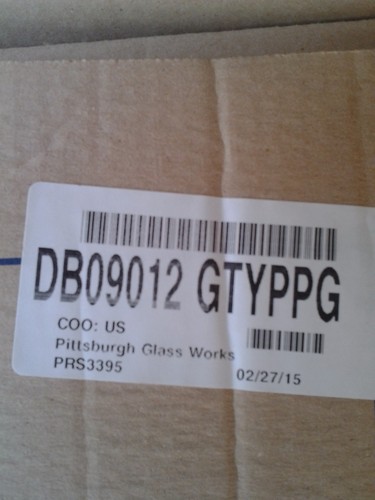 DB09012 GTYPPG
COO: US
Pittsburgh Glass Works
PRS3395
02/27/15